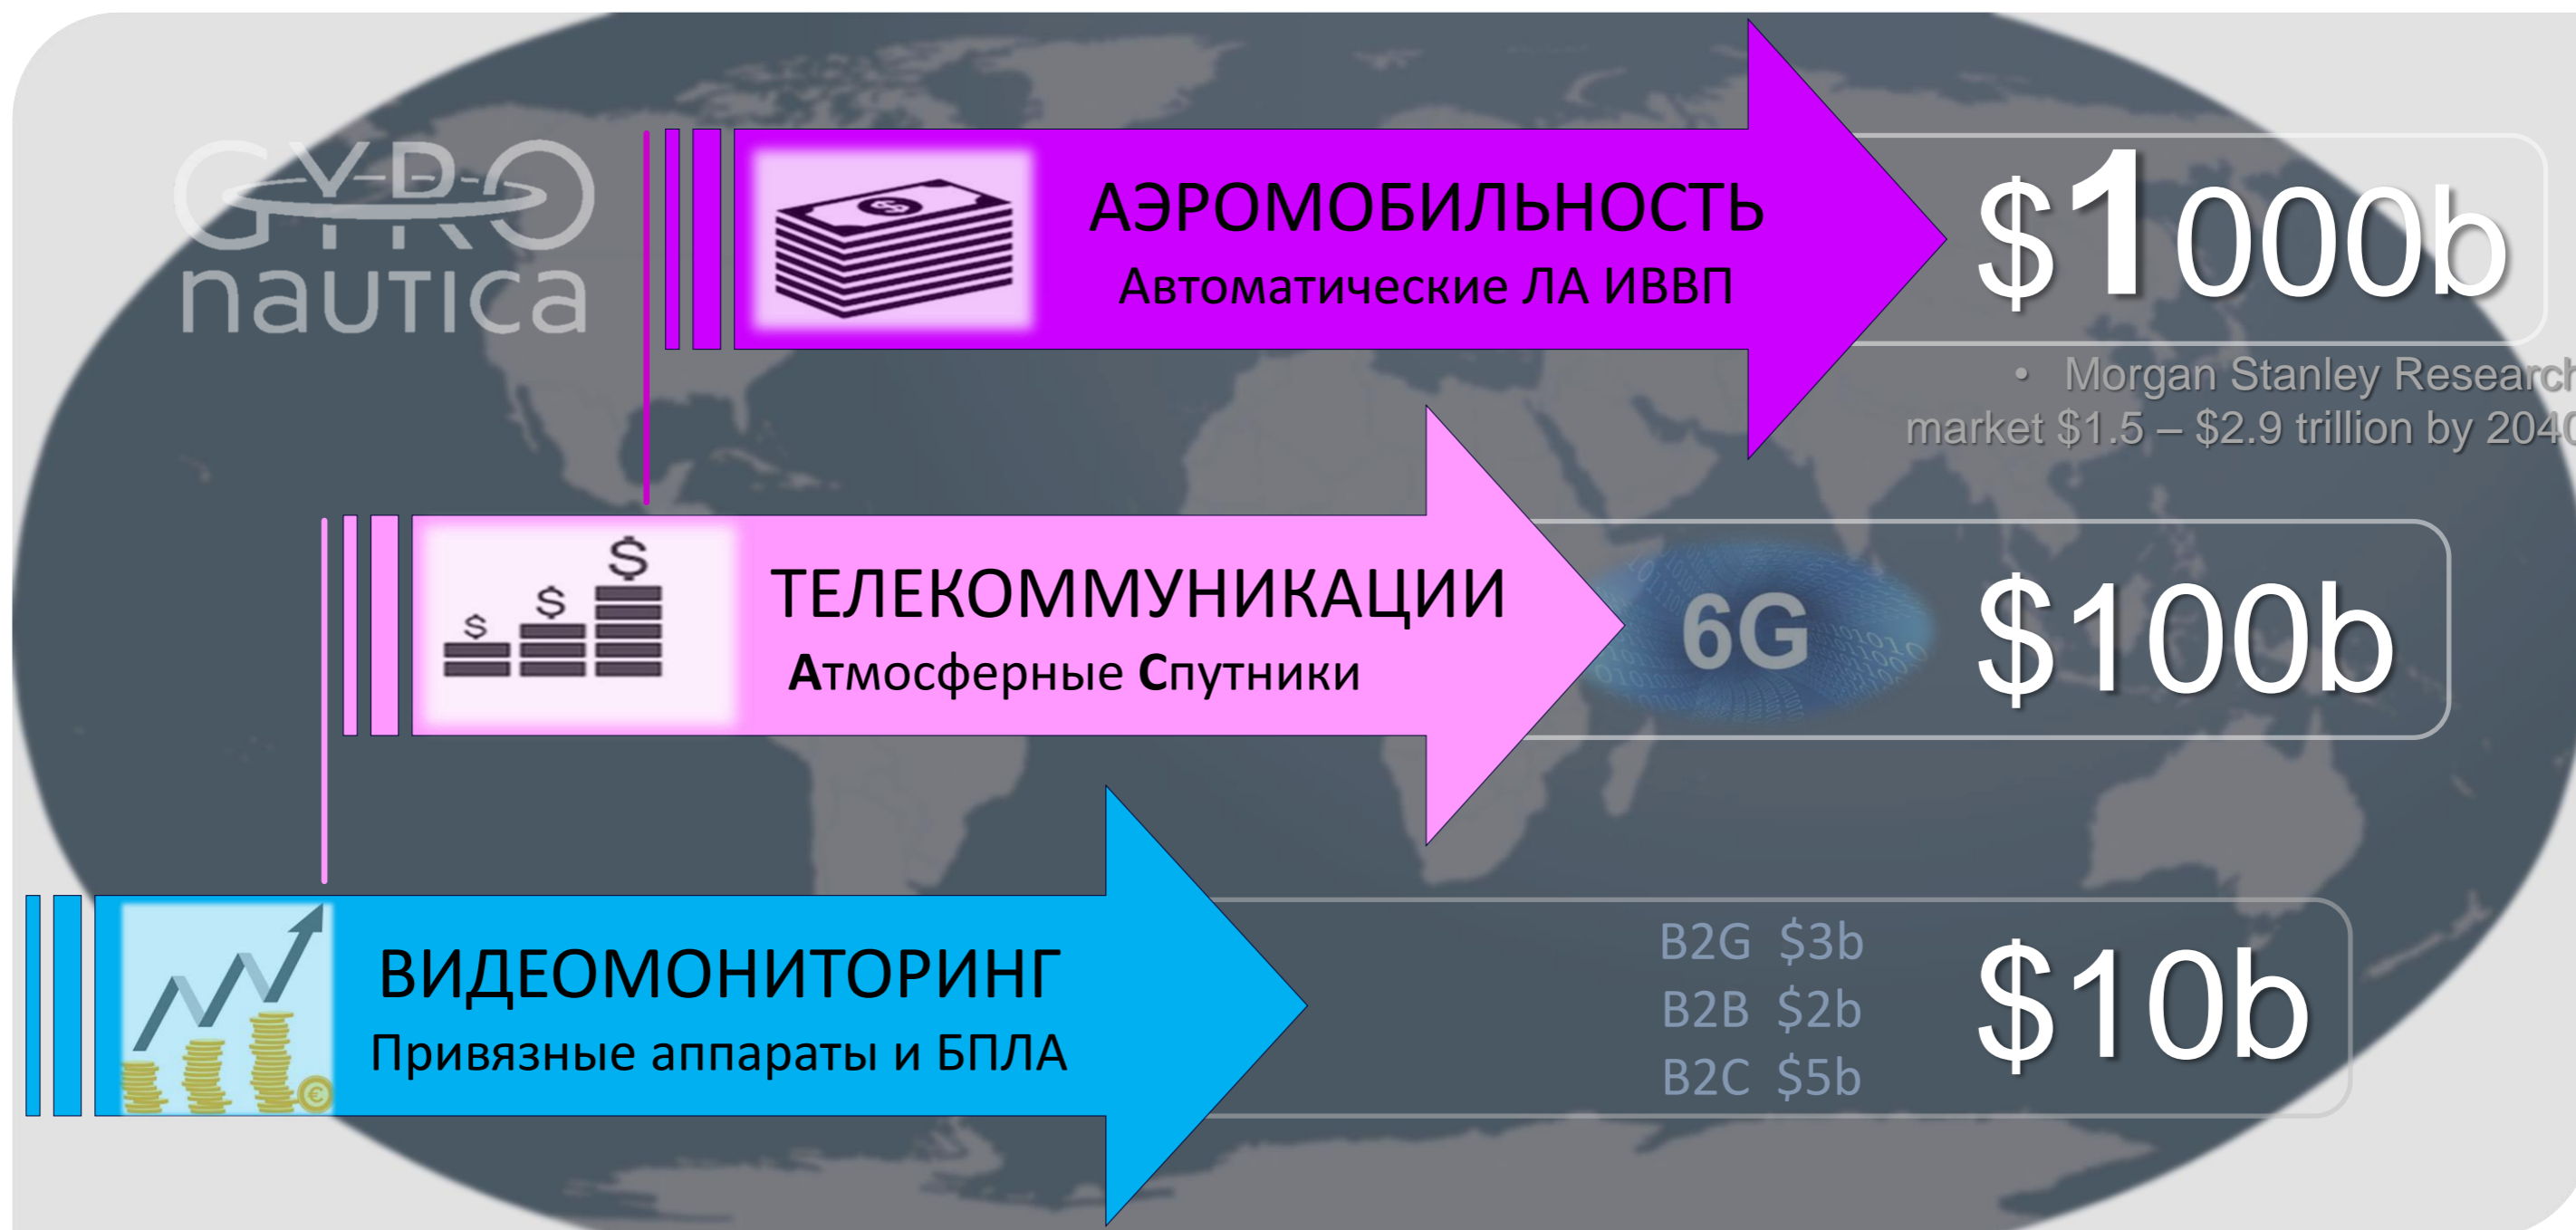 GYRO
nautica
АЭРОМОБИЛЬНОСТЬ
Автоматические ЛА ИВВП
$1000b
• Morgan Stanley Research
market $1.5 – $2.9 trillion by 2040
ТЕЛЕКОММУНИКАЦИИ
Атмосферные Спутники
6G
$100b
ВИДЕОМОНИТОРИНГ
Привязные аппараты и БПЛА
B2G $3b
B2B $2b
B2C $5b
$10b